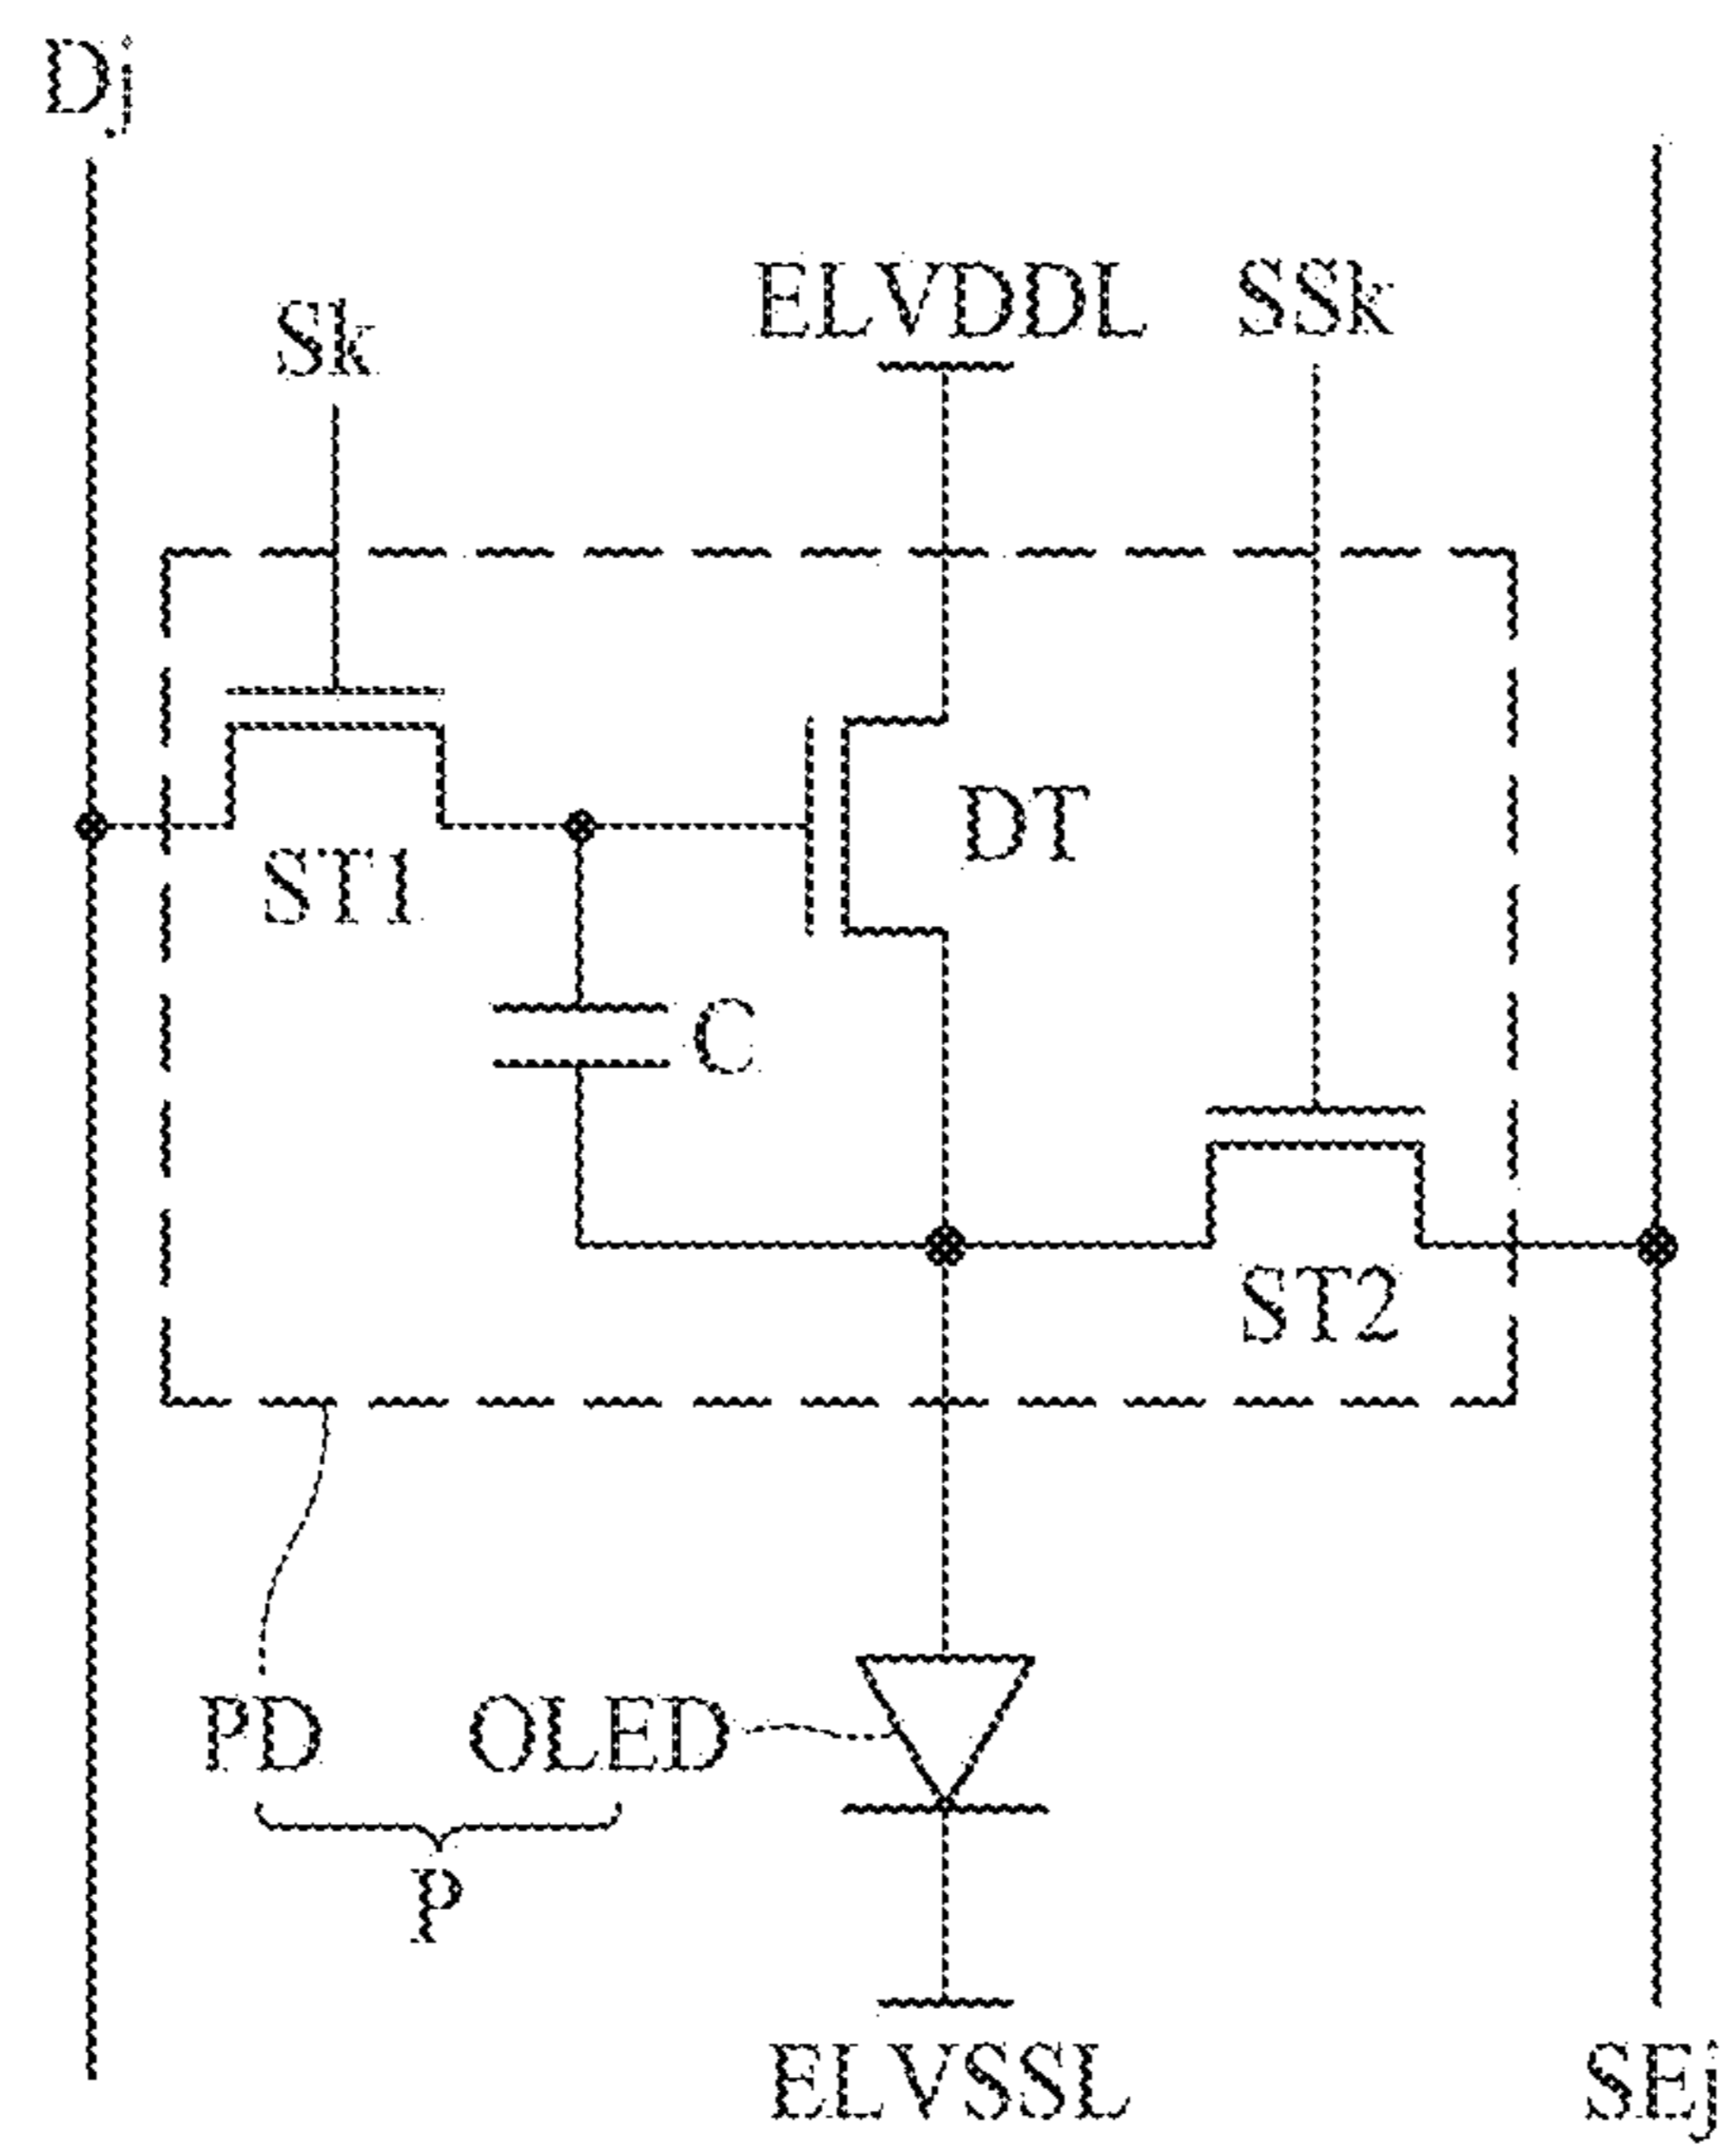 Dj
ELVDDL SSk
Sk
DT
ST1
C
ST2
PD OLED
P
ELVSSL SEj